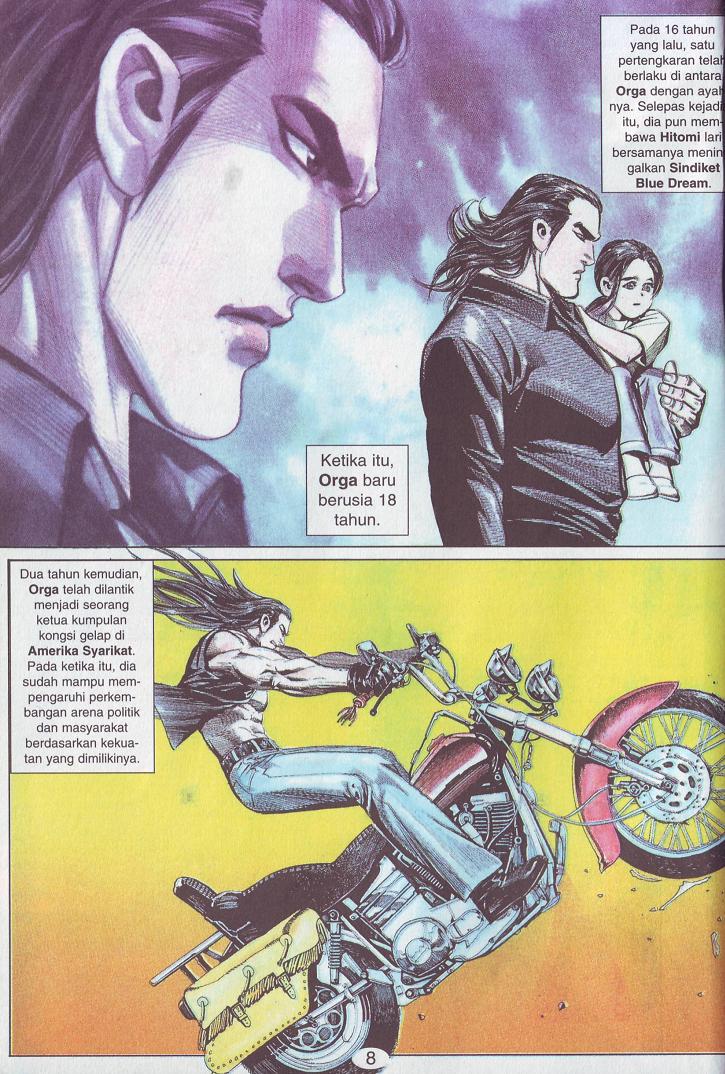 Pada 16 tahun
yang lalu, satu
pertengkaran telah
berlaku di antara
Orga dengan ayah
nya. Selepas kejadi
itu, dia pun mem-
bawa Hitomi lari
bersamanya menin
galkan Sindiket
Blue Dream.
Ketika itu,
Orga baru
berusia 18
tahun.
Dua tahun kemudian,
Orga telah dilantik
menjadi seorang
ketua kumpulan
kongsi gelap di
Amerika Syarikat.
Pada ketika itu, dia
sudah mampu mem-
pengaruhi perkem-
bangan arena politik
dan masyarakat
berdasarkan kekua-
tan yang dimilikinya.
8